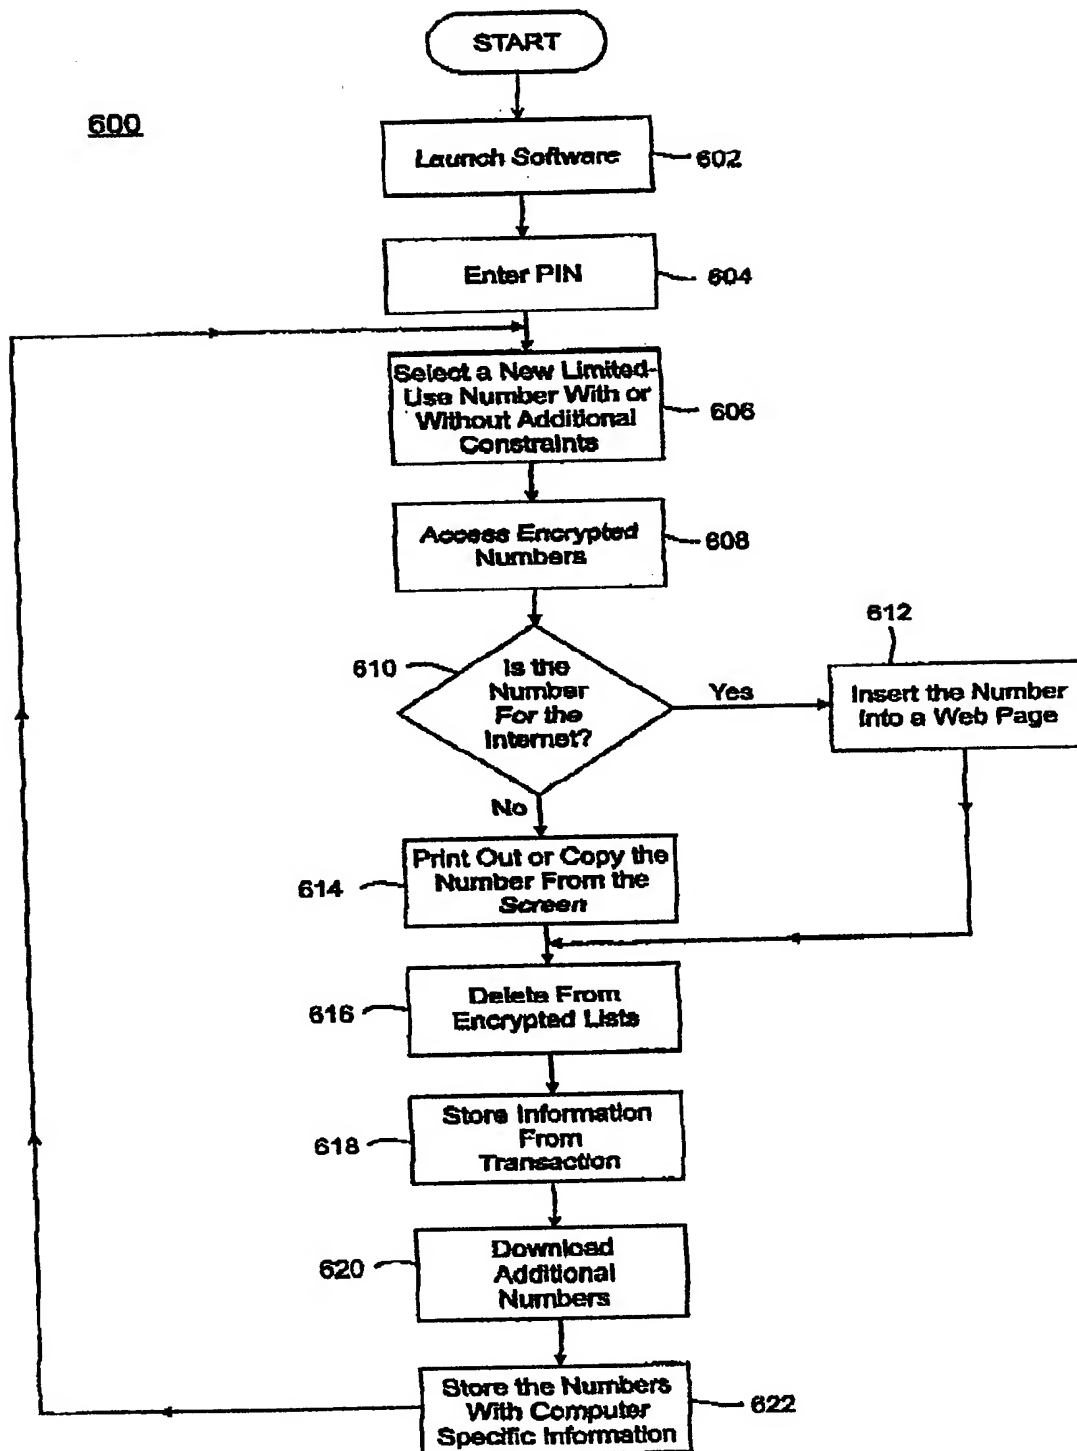 START
600
Launch Software
602
Enter PIN
604
Select a New Limited-
Use Number With or
Without Additional
Constraints
606
Access Encrypted
Numbers
608
610
Is the
Number
For the
Internet?
Yes
612
Insert the Number
Into a Web Page
No
614
Print Out or Copy the
Number From the
Screen
616
Delete From
Encrypted Lists
618
Store Information
From
Transaction
620
Download
Additional
Numbers
Store the Numbers
With Computer
Specific Information
622